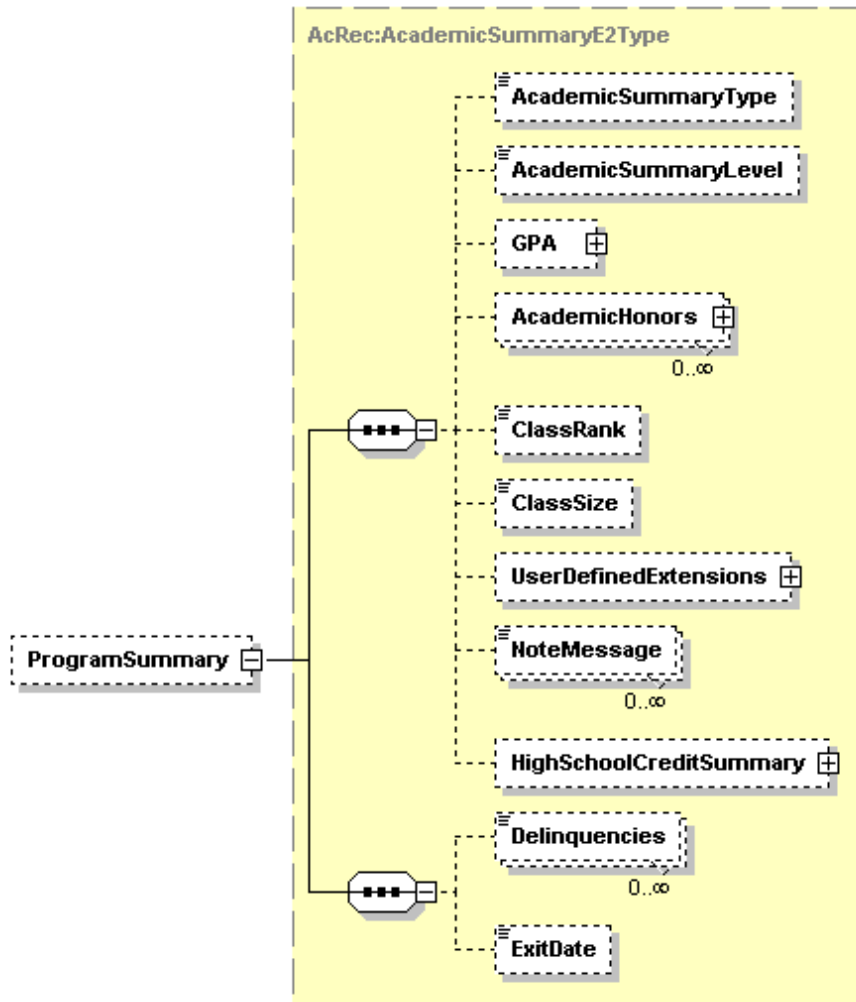 AcRec:AcademicSummaryE2Type
AcademicSummaryType
AcademicSummaryLevel
GPA
AcademicHonors
0..∞
ClassRank
ClassSize
UserDefinedExtensions
ProgramSummary
NoteMessage
0..∞
HighSchoolCreditSummary
Delinquencies
0..∞
ExitDate